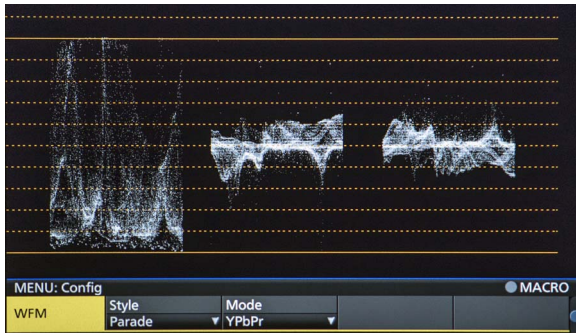 MENU: Config
MACRO
WFM
Style
Mode
Parade
YPbPr